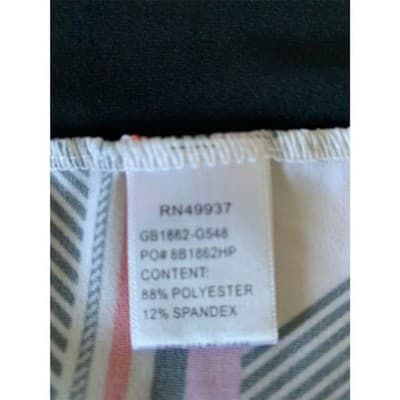 RN49937
GB1862-G548
PO# 8B1862HP
CONTENT:
88% POLYESTER
12% SPANDEX